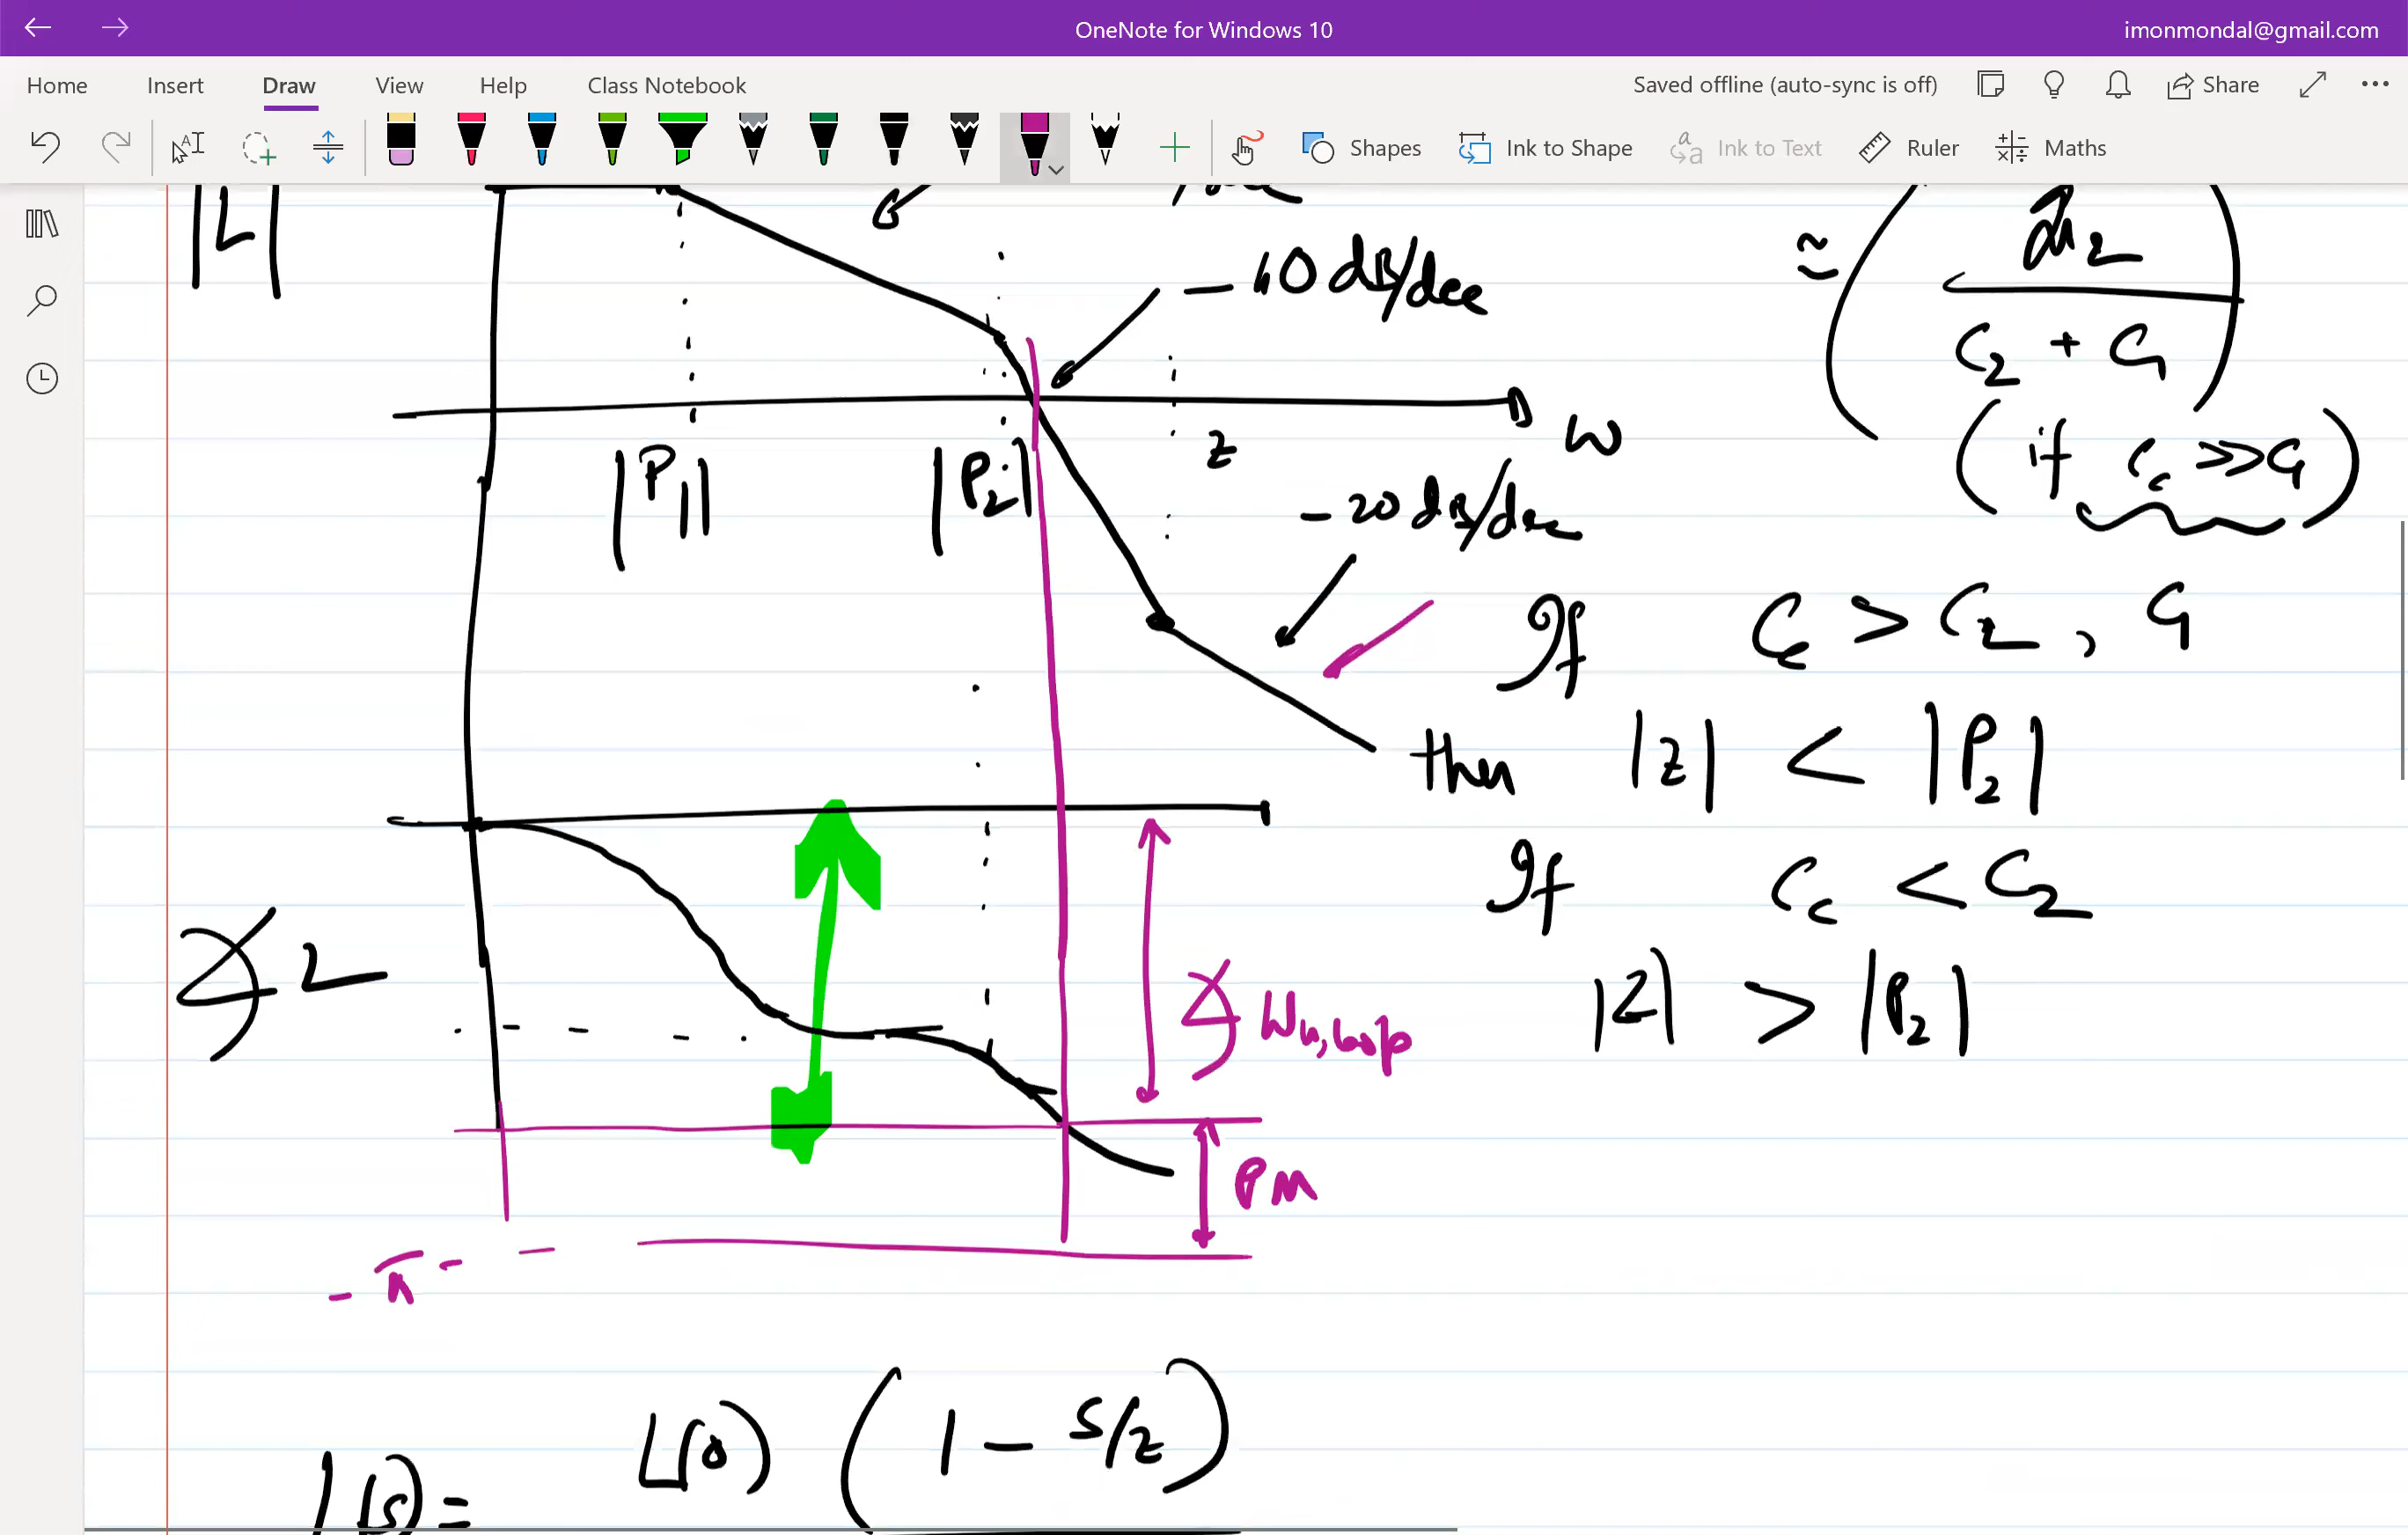 OneNote for Windows 10
imonmondal@gmail.com
Home Insert Draw View Help Class Notebook
Saved offline (auto-sync is off) Share
Shapes Ink to Shape Ink to Text Ruler Maths
|L|
- 40 dB/dec
≈
C2 + C1
(if Cc >> C1)
ω
|P1| |P2| z
- 20 dB/dec
If Cc > C2, C1
then |z| < |P2|
If Cc < C2
|z| > |P2|
∠L
∠ωu,loop
PM
- π
L(0) (1 - s/z)
L(s) =